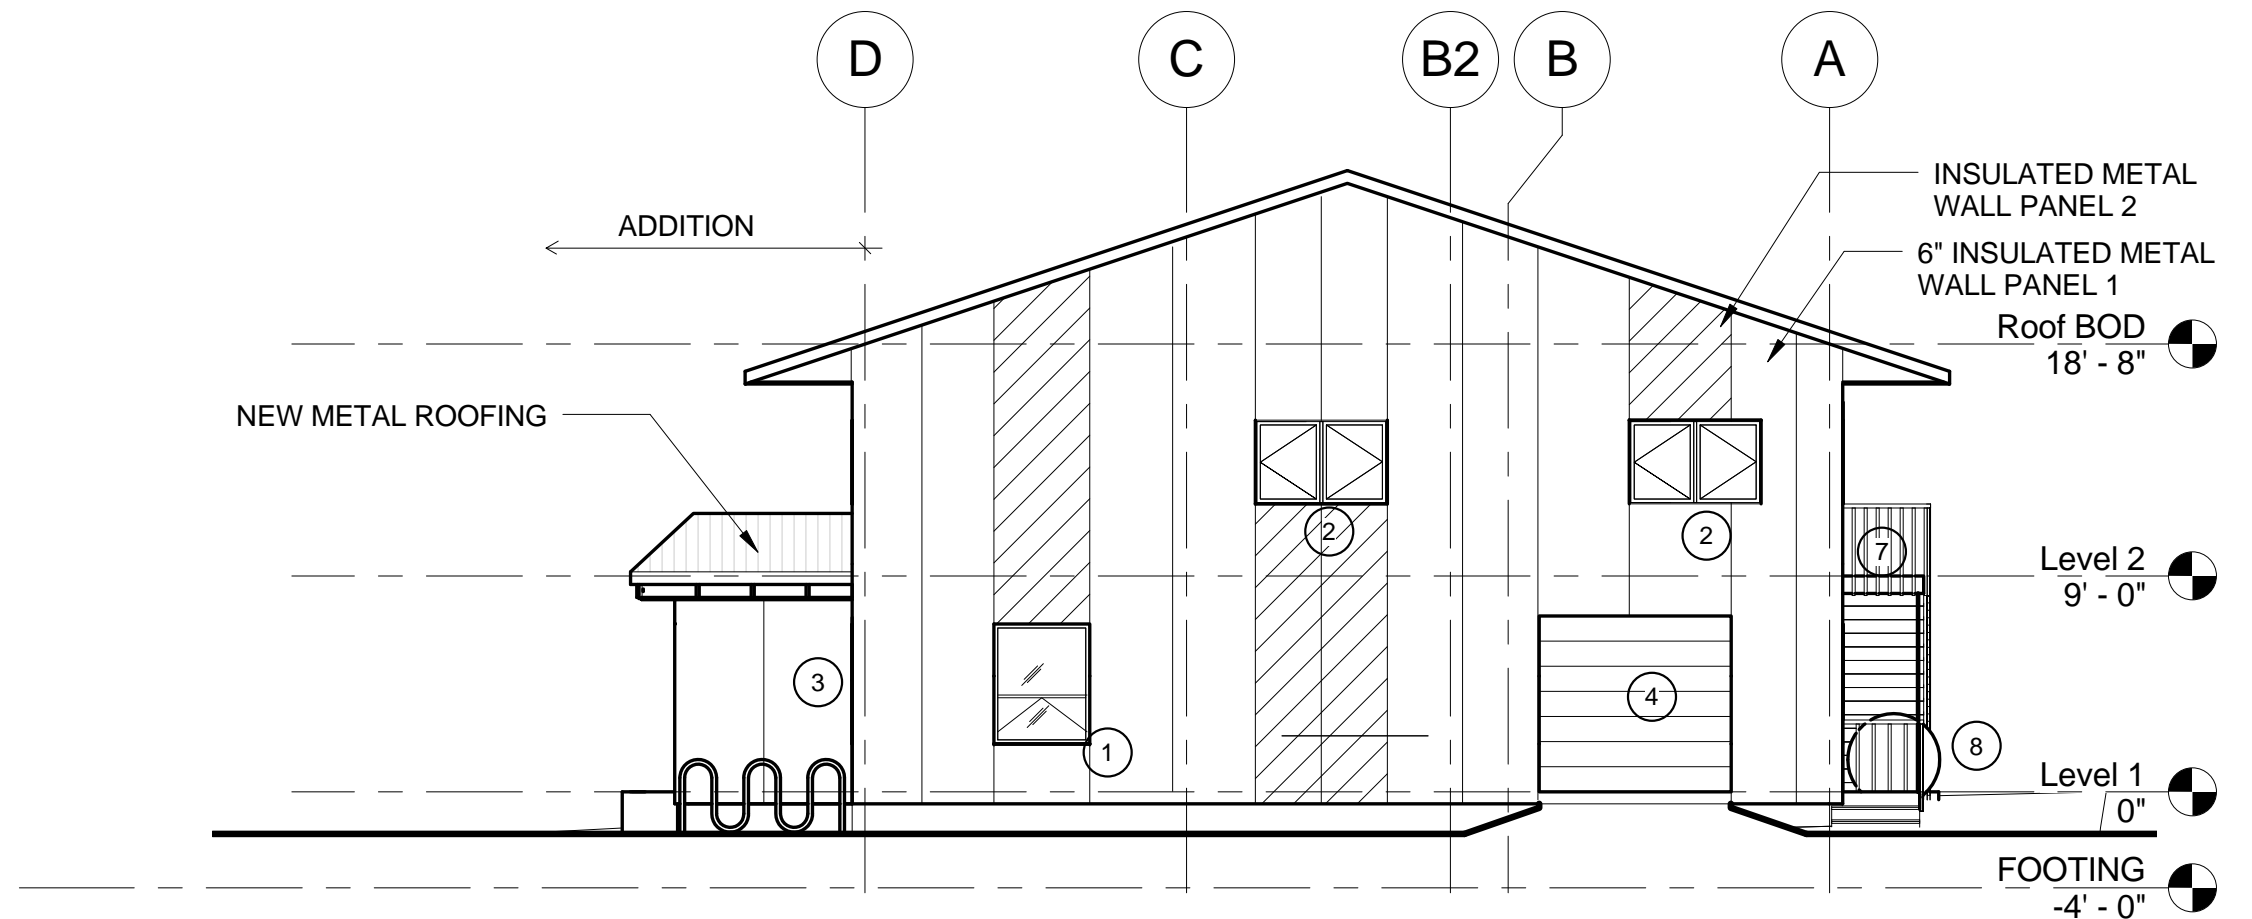 D
C
B2
B
A
INSULATED METAL
WALL PANEL 2
ADDITION
6" INSULATED METAL
WALL PANEL 1
Roof BOD
18' - 8"
NEW METAL ROOFING
2
2
7
Level 2
9' - 0"
3
4
1
8
Level 1
0"
FOOTING
-4' - 0"